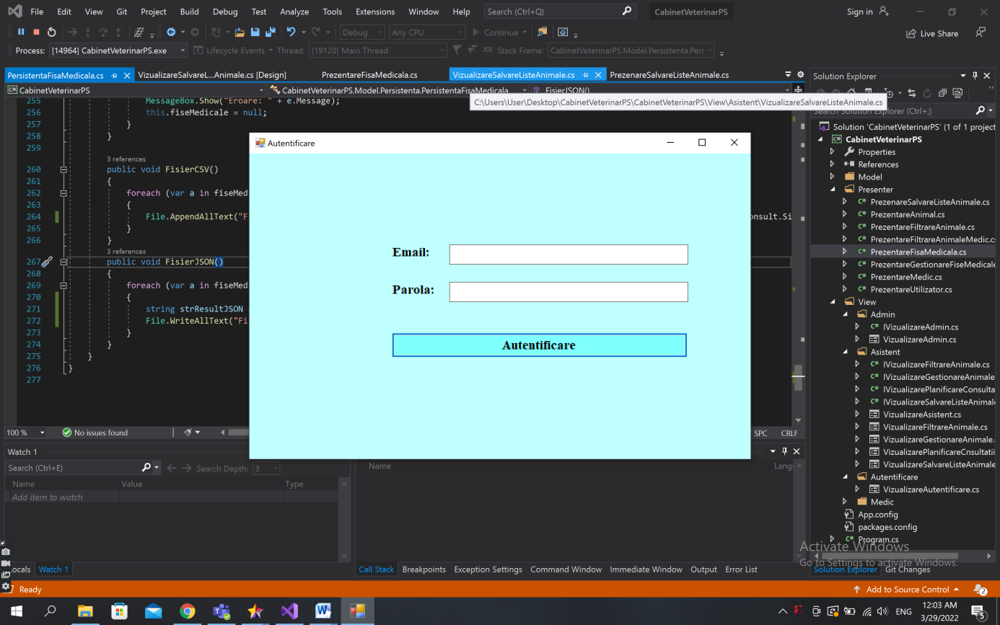 File Edit View Git Project Build Debug Test Analyze Tools Extensions Window Help Search (Ctrl+Q) CabinetVeterinarPS Sign in
Debug Any CPU Continue Live Share
Process: [14964] CabinetVeterinarPS.exe Lifecycle Events Thread: [19120] Main Thread Stack Frame: CabinetVeterinarPS.Model.Persistenta.Pers
PersistentaFisaMedicala.cs VizualizareSalvareL...Animale.cs [Design] PrezentareFisaMedicala.cs VizualizareSalvareListeAnimale.cs PrezenareSalvareListeAnimale.cs
CabinetVeterinarPS CabinetVeterinarPS.Model.Persistenta.PersistentaFisaMedicala FisierJSON()
C:\Users\User\Desktop\CabinetVeterinarPS\CabinetVeterinarPS\View\Asistent\VizualizareSalvareListeAnimale.cs
255 MessageBox.Show("Eroare: " + e.Message);
256 this.fiseMedicale = null;
257 }
258 }
259
3 references
260 public void FisierCSV()
261 {
262 foreach (var a in fiseMedi
263 {
264 File.AppendAllText("F onsult.Si
265 }
266 }
3 references
267 public void FisierJSON()
268 {
269 foreach (var a in fiseMedi
270 {
271 string strResultJSON =
272 File.WriteAllText("Fi
273 }
274 }
275 }
276 }
277
Autentificare
Email:
Parola:
Autentificare
100 % No issues found SPC CRLF
Watch 1
Search (Ctrl+E) Search Depth: 3
Name Value Type
Add item to watch
Name Lang
Locals Watch 1
Call Stack Breakpoints Exception Settings Command Window Immediate Window Output Error List
Solution Explorer
Search Solution Explorer (Ctrl+;)
Solution 'CabinetVeterinarPS' (1 of 1 project
CabinetVeterinarPS
Properties
References
Model
Presenter
PrezenareSalvareListeAnimale.cs
PrezentareAnimal.cs
PrezentareFiltrareAnimale.cs
PrezentareFiltrareAnimaleMedic.cs
PrezentareFisaMedicala.cs
PrezentareGestionareFiseMedicale
PrezentareMedic.cs
PrezentareUtilizator.cs
View
Admin
IVizualizareAdmin.cs
VizualizareAdmin.cs
Asistent
IVizualizareFiltrareAnimale.cs
IVizualizareGestionareAnimale
IVizualizarePlanificareConsulta
IVizualizareSalvareListeAnimale
VizualizareAsistent.cs
VizualizareFiltrareAnimale.cs
VizualizareGestionareAnimale.
VizualizarePlanificareCnsultatii
VizualizareSalvareListeAnimale
Autentificare
VizualizareAutentificare.cs
Medic
App.config
packages.config
Program.cs
Activate Windows
Go to Settings to activate Windows.
Solution Explorer Git Changes
Ready Add to Source Control 2
ENG 12:03 AM
3/29/2022 5